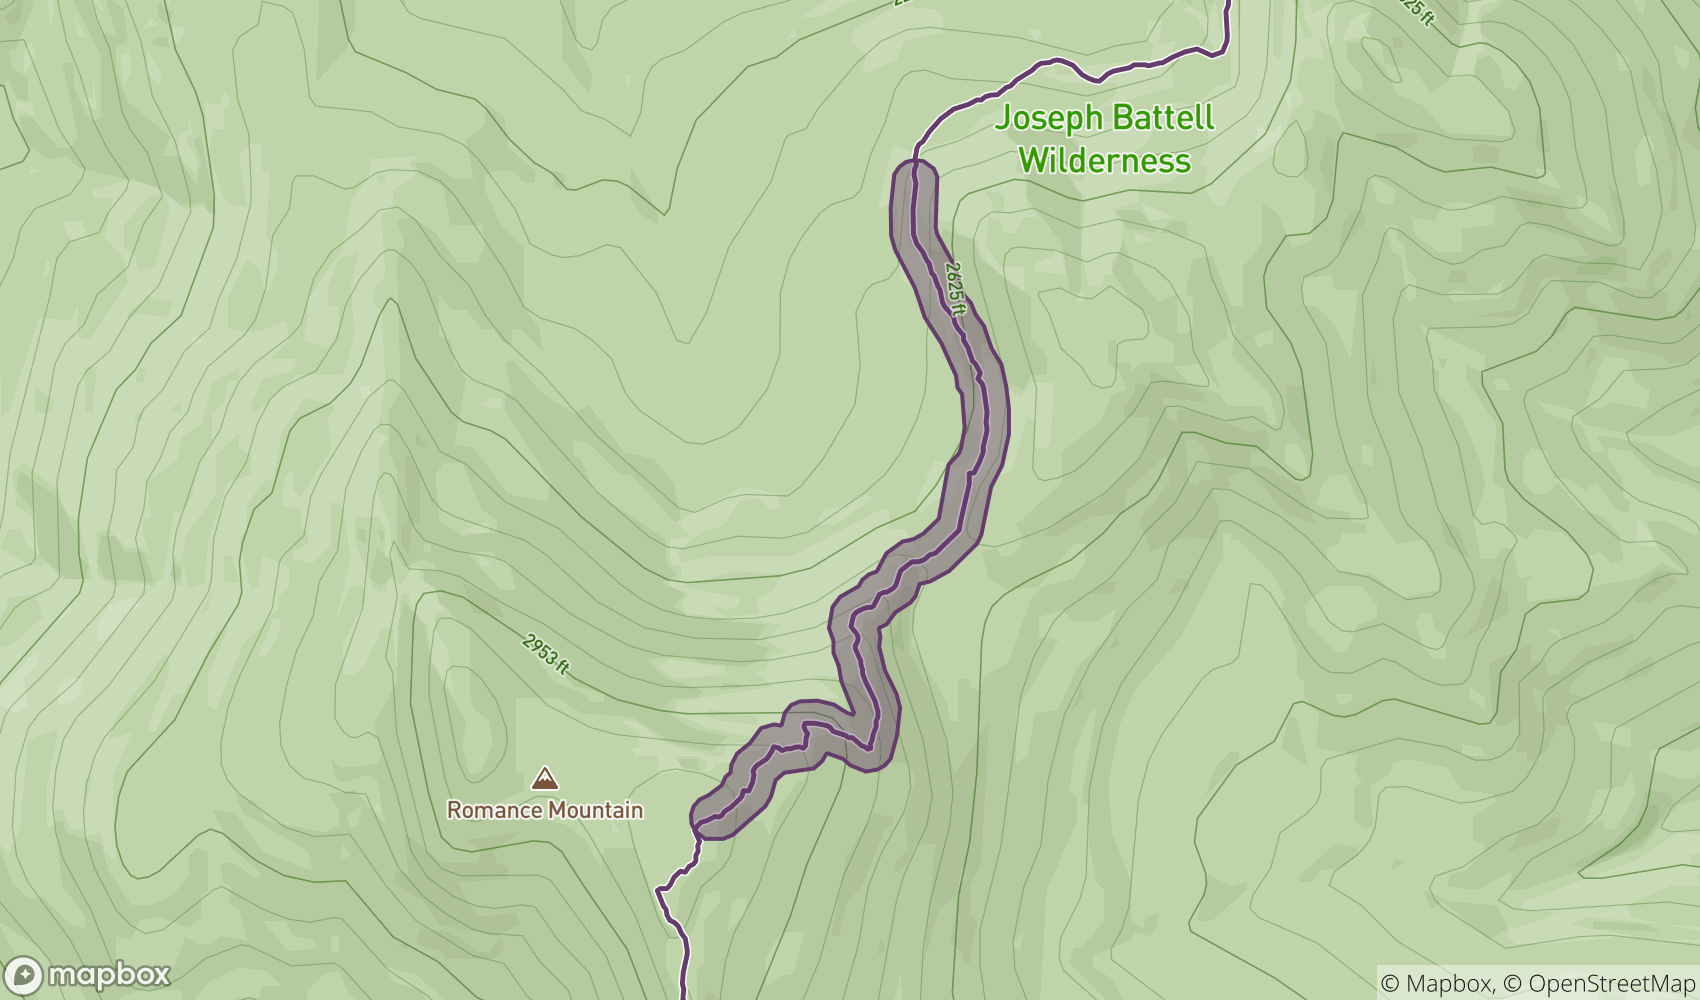 Joseph Battell
Wilderness
2625 ft
2953 ft
Romance Mountain
mapbox
© Mapbox, © OpenStreetMap